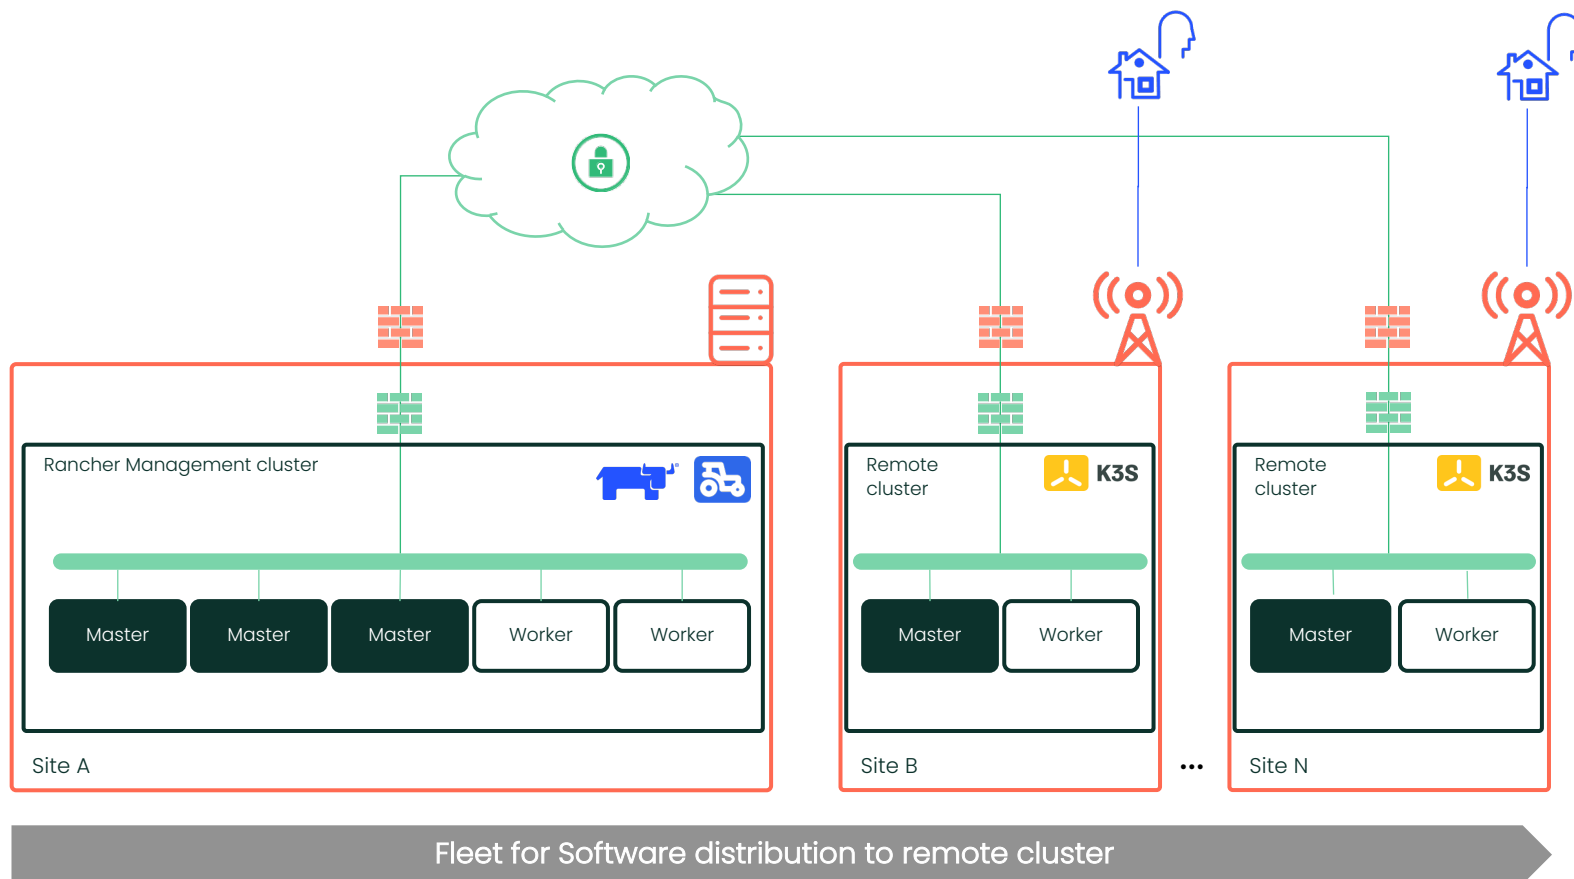 Rancher Management cluster
Master
Master
Master
Worker
Worker
Site A
Remote
cluster
K3S
Master
Worker
Site B
...
Remote
cluster
K3S
Master
Worker
Site N
Fleet for Software distribution to remote cluster